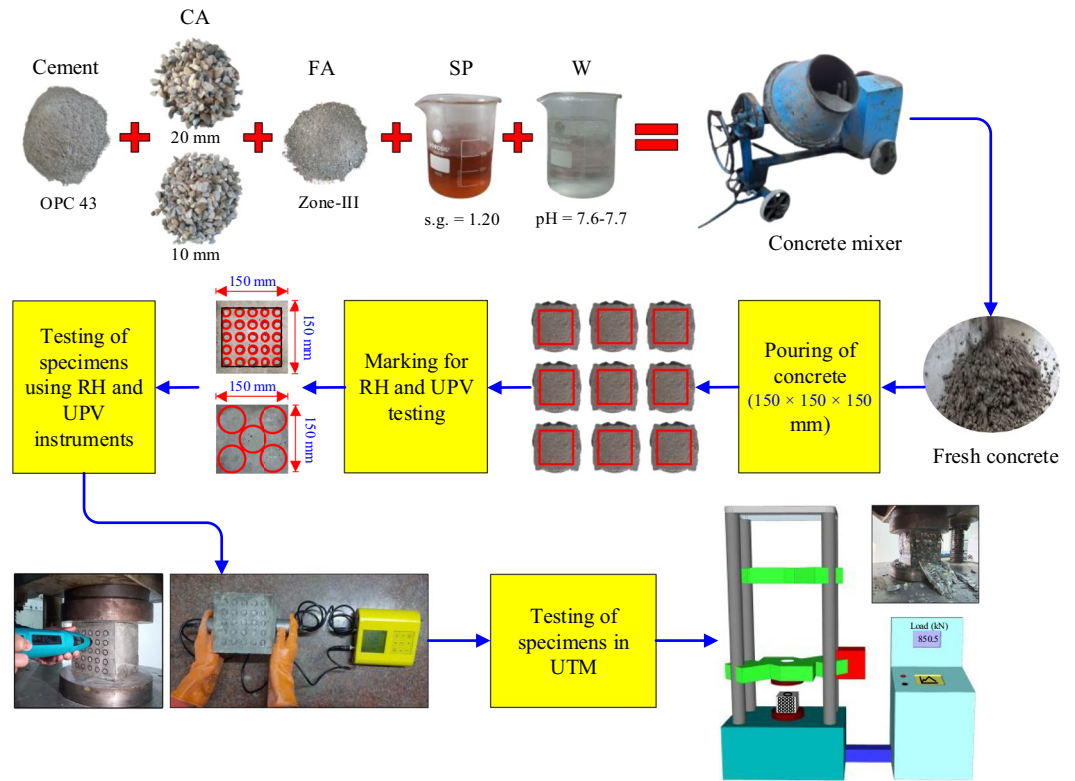 CA
Cement
FA
SP
W
20 mm
OPC 43
Zone-III
s.g. = 1.20
pH = 7.6-7.7
10 mm
Concrete mixer
Testing of
specimens
using RH and
UPV
instruments
150 mm
150 mm
150 mm
150 mm
Marking for
RH and UPV
testing
Pouring of
concrete
(150 × 150 × 150
mm)
Fresh concrete
Testing of
specimens in
UTM
Load (kN)
850.5